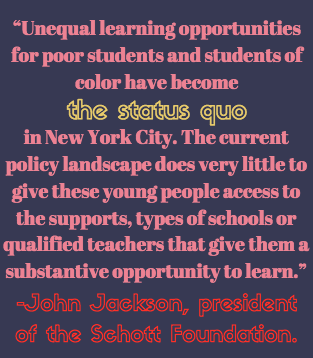 “Unequal learning opportunities
for poor students and students of
color have become
the status quo
in New York City. The current
policy landscape does very little to
give these young people access to
the supports, types of schools or
qualified teachers that give them a
substantive opportunity to learn.”
-John Jackson, president
of the Schott Foundation.